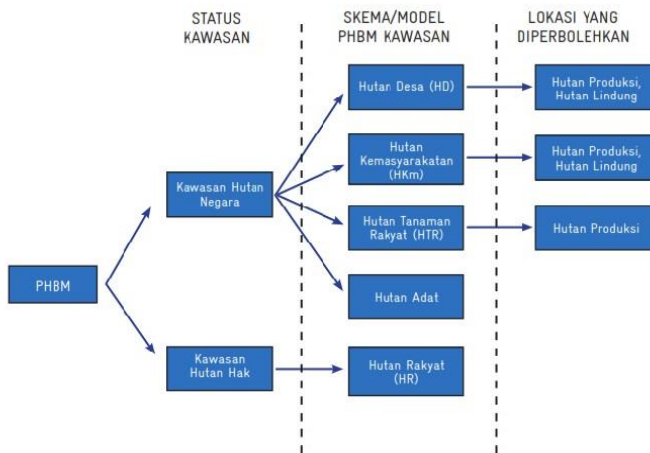 STATUS
KAWASAN
SKEMA/MODEL
PHBM KAWASAN
LOKASI YANG
DIPERBOLEHKAN
PHBM
Kawasan Hutan
Negara
Kawasan
Hutan Hak
Hutan Desa (HD)
Hutan
Kemasyarakatan
(HKm)
Hutan Tanaman
Rakyat (HTR)
Hutan Adat
Hutan Rakyat
(HR)
Hutan Produksi,
Hutan Lindung
Hutan Produksi,
Hutan Lindung
Hutan Produksi